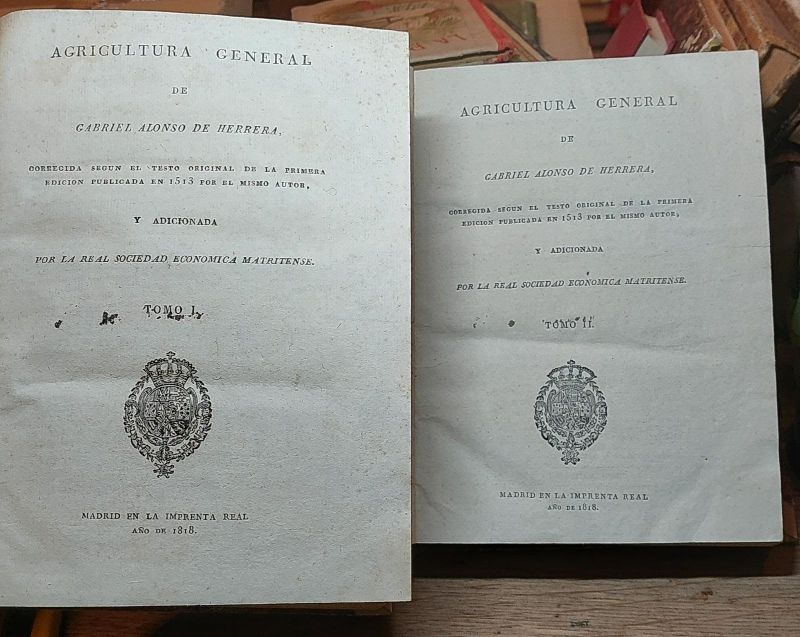 AGRICULTURA GENERAL
DE
GABRIEL ALONSO DE HERRERA,
CORREGIDA SEGUN EL TESTO ORIGINAL DE LA PRIMERA
EDICION PUBLICADA EN 1513 POR EL MISMO AUTOR,
Y ADICIONADA
POR LA REAL SOCIEDAD ECONOMICA MATRITENSE.
TOMO I.
MADRID EN LA IMPRENTA REAL
AÑO DE 1818.
AGRICULTURA GENERAL
DE
GABRIEL ALONSO DE HERRERA,
CORREGIDA SEGUN EL TESTO ORIGINAL DE LA PRIMERA
EDICION PUBLICADA EN 1513 POR EL MISMO AUTOR,
Y ADICIONADA
POR LA REAL SOCIEDAD ECONOMICA MATRITENSE.
TOMO II.
MADRID EN LA IMPRENTA REAL
AÑO DE 1818.